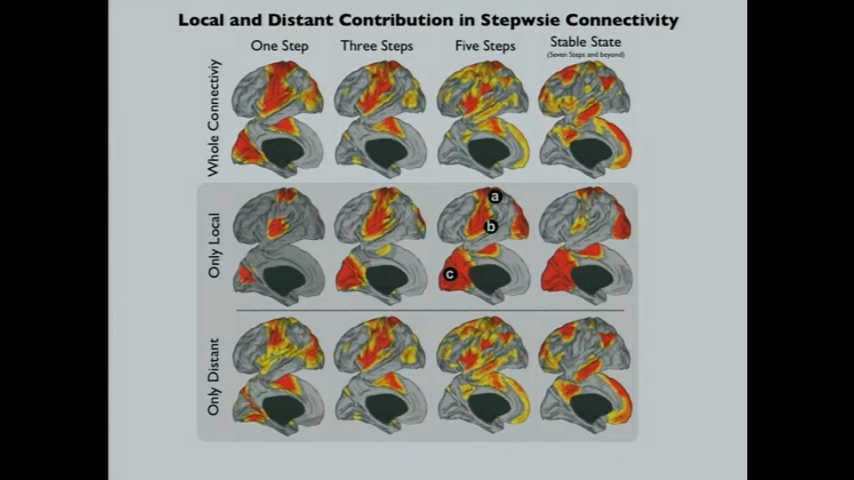 Local and Distant Contribution in Stepwsie Connectivity
One Step
Three Steps
Five Steps
Stable State
(Seven Steps and beyond)
Whole Connectiviy
Only Local
a
b
c
Only Distant